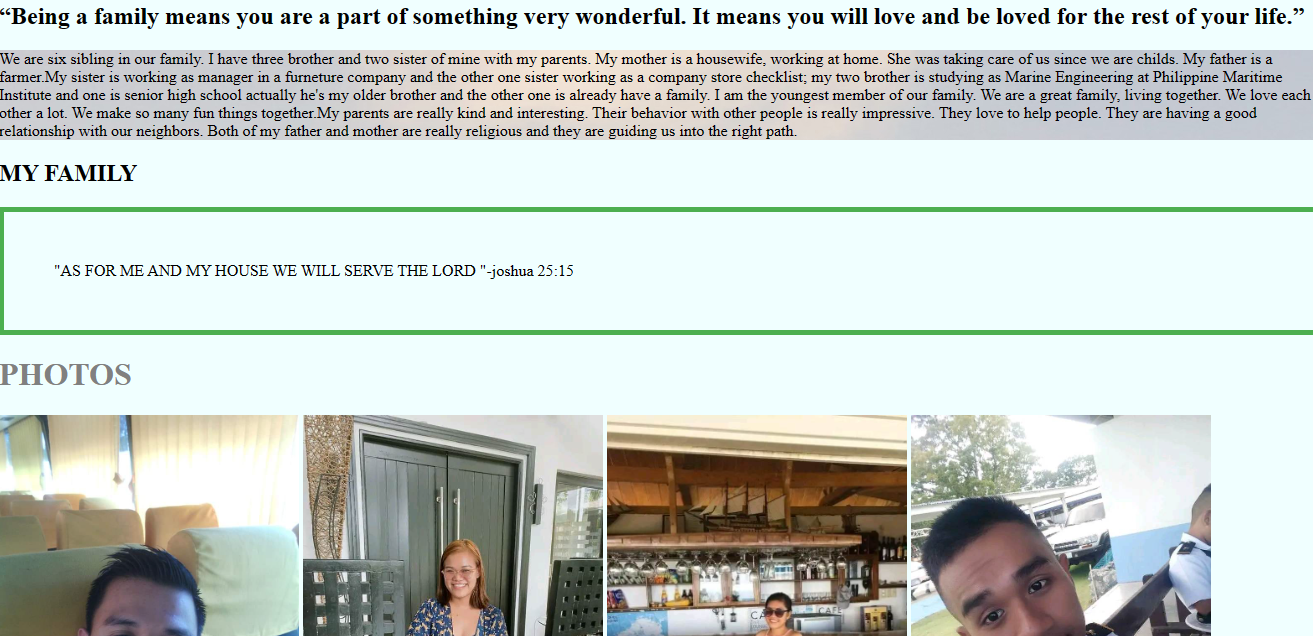 “Being a family means you are a part of something very wonderful. It means you will love and be loved for the rest of your life.”
We are six sibling in our family. I have three brother and two sister of mine with my parents. My mother is a housewife, working at home. She was taking care of us since we are childs. My father is a
farmer.My sister is working as manager in a furneture company and the other one sister working as a company store checklist; my two brother is studying as Marine Engineering at Philippine Maritime
Institute and one is senior high school actually he's my older brother and the other one is already have a family. I am the youngest member of our family. We are a great family, living together. We love each
other a lot. We make so many fun things together.My parents are really kind and interesting. Their behavior with other people is really impressive. They love to help people. They are having a good
relationship with our neighbors. Both of my father and mother are really religious and they are guiding us into the right path.
MY FAMILY
"AS FOR ME AND MY HOUSE WE WILL SERVE THE LORD "-joshua 25:15
PHOTOS
CAFE